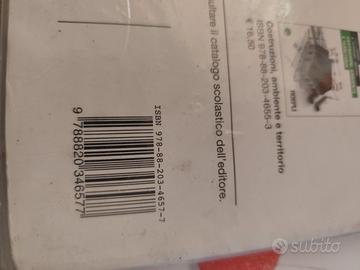 Costruzioni, ambiente e territorio
ISBN 978-88-203-4655-3
€ 16,50
HOEPLI
sultare il catalogo scolastico dell'editore.
ISBN 978-88-203-4657-7
9 788820 346577
subito